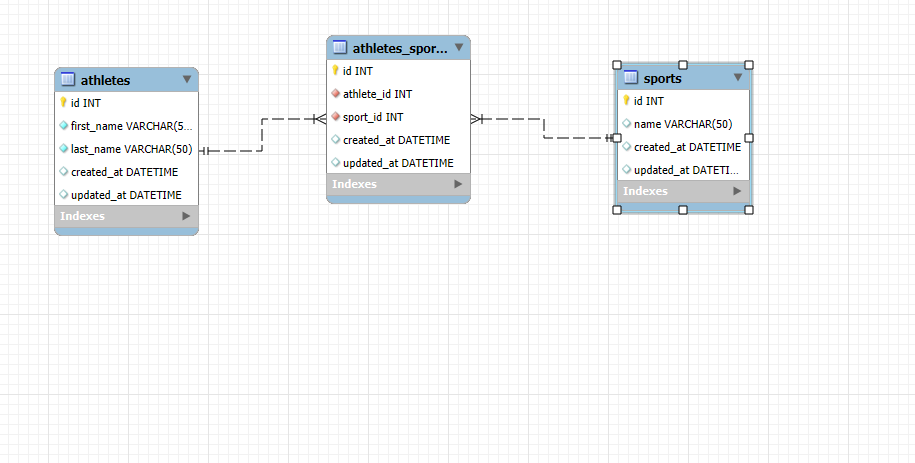 athletes
id INT
first_name VARCHAR(5...
last_name VARCHAR(50)
created_at DATETIME
updated_at DATETIME
Indexes
athletes_spor...
id INT
athlete_id INT
sport_id INT
created_at DATETIME
updated_at DATETIME
Indexes
sports
id INT
name VARCHAR(50)
created_at DATETIME
updated_at DATETI...
Indexes